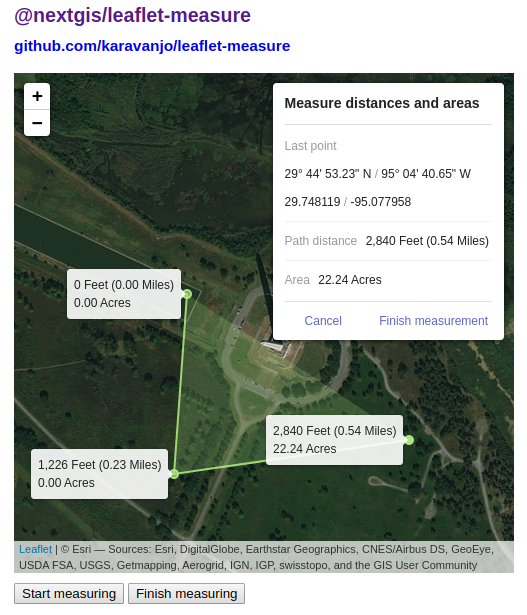 @nextgis/leaflet-measure
github.com/karavanjo/leaflet-measure
+
−
Measure distances and areas
Last point
29° 44' 53.23" N / 95° 04' 40.65" W
29.748119 / -95.077958
Path distance 2,840 Feet (0.54 Miles)
Area 22.24 Acres
Cancel Finish measurement
0 Feet (0.00 Miles)
0.00 Acres
2,840 Feet (0.54 Miles)
22.24 Acres
1,226 Feet (0.23 Miles)
0.00 Acres
Leaflet | © Esri — Sources: Esri, DigitalGlobe, Earthstar Geographics, CNES/Airbus DS, GeoEye,
USDA FSA, USGS, Getmapping, Aerogrid, IGN, IGP, swisstopo, and the GIS User Community
Start measuring Finish measuring